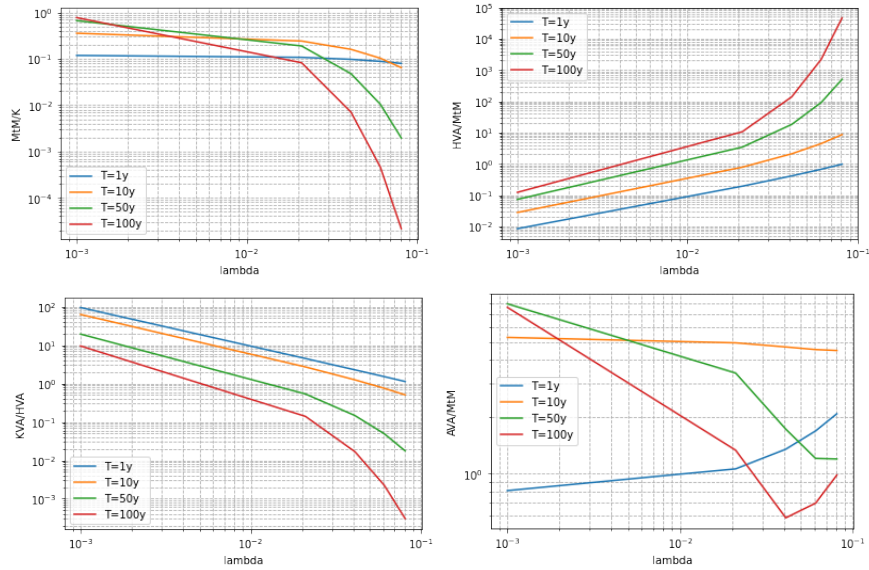 10⁰
10⁻¹
10⁻²
10⁻³
10⁻⁴
MtM/K
T=1y
T=10y
T=50y
T=100y
10⁻³
10⁻²
10⁻¹
lambda
10⁵
10⁴
10³
10²
10¹
10⁰
10⁻¹
10⁻²
HVA/MtM
T=1y
T=10y
T=50y
T=100y
10⁻³
10⁻²
10⁻¹
lambda
10²
10¹
10⁰
10⁻¹
10⁻²
10⁻³
KVA/HVA
T=1y
T=10y
T=50y
T=100y
10⁻³
10⁻²
10⁻¹
lambda
AVA/MtM
T=1y
T=10y
T=50y
T=100y
10⁰
10⁻³
10⁻²
10⁻¹
lambda